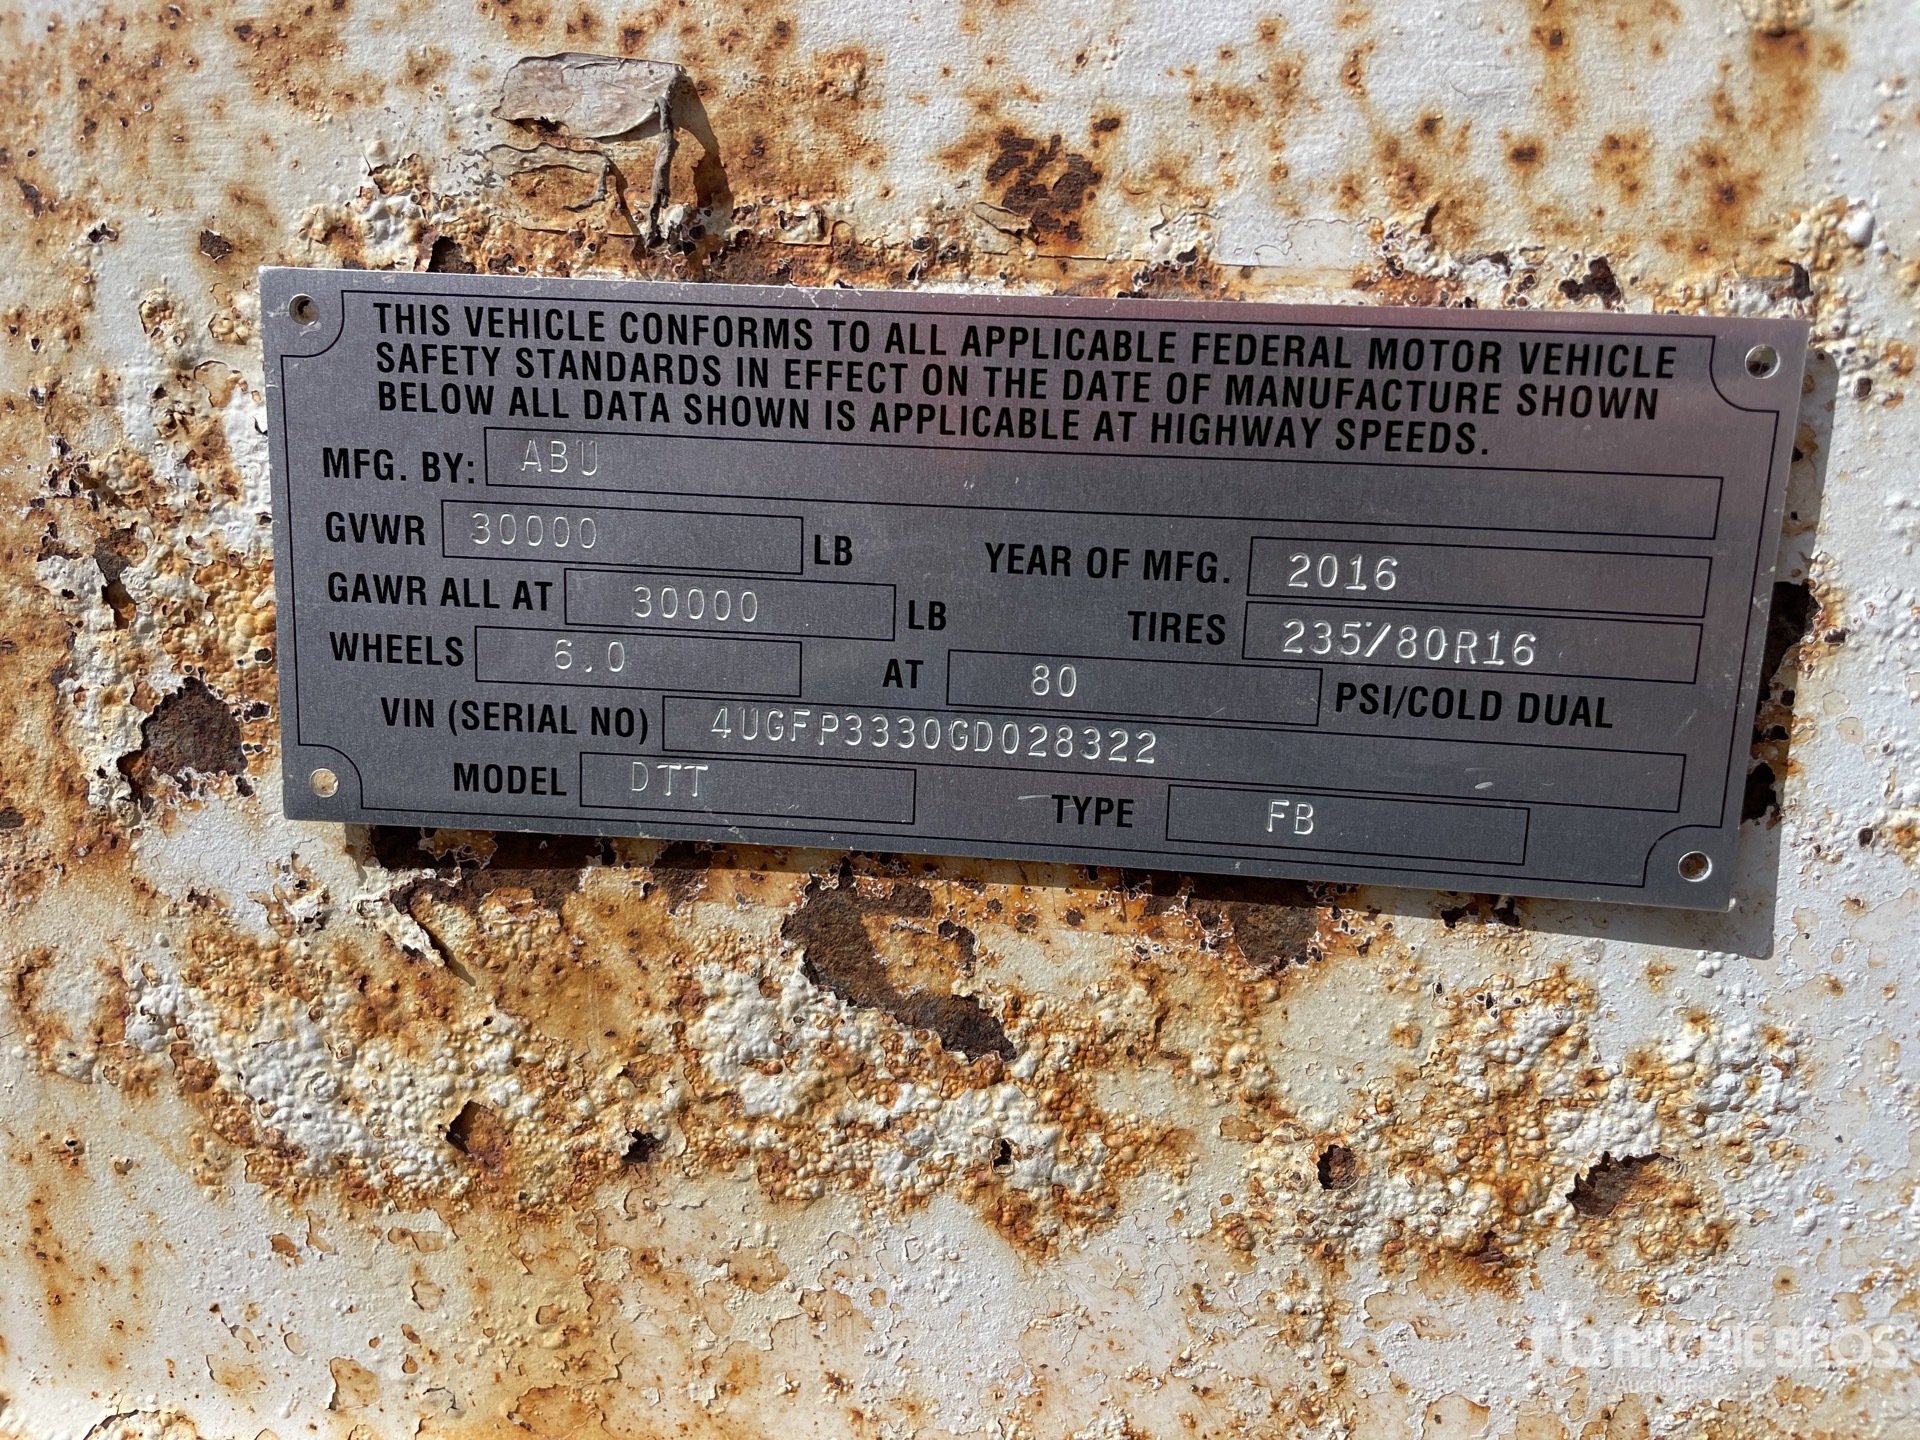 THIS VEHICLE CONFORMS TO ALL APPLICABLE FEDERAL MOTOR VEHICLE
SAFETY STANDARDS IN EFFECT ON THE DATE OF MANUFACTURE SHOWN
BELOW ALL DATA SHOWN IS APPLICABLE AT HIGHWAY SPEEDS.
MFG. BY: ABU
GVWR 30000 LB YEAR OF MFG. 2016
GAWR ALL AT 30000 LB TIRES 235/80R16
WHEELS 6.0 AT 80 PSI/COLD DUAL
VIN (SERIAL NO) 4UGFP3330GD028322
MODEL DTT TYPE FB
RITCHIE BROS.
Auctioneers